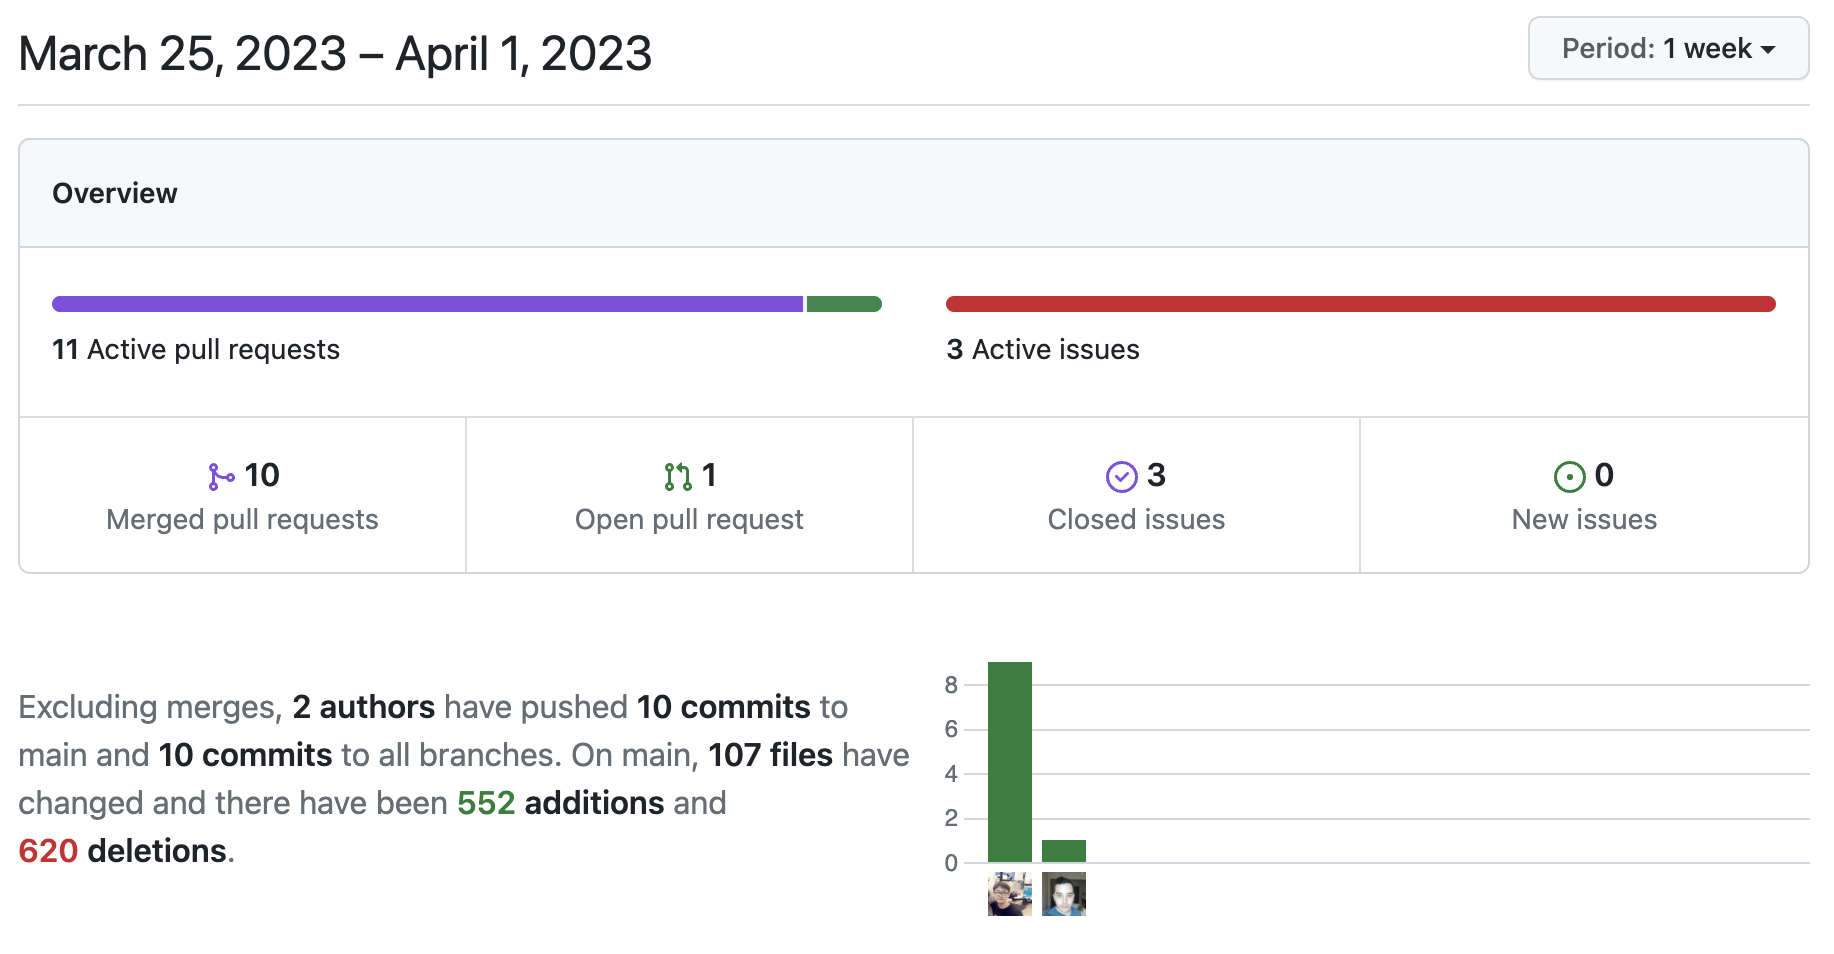 March 25, 2023 – April 1, 2023
Period: 1 week
Overview
11 Active pull requests
3 Active issues
10
Merged pull requests
1
Open pull request
3
Closed issues
0
New issues
Excluding merges, 2 authors have pushed 10 commits to
main and 10 commits to all branches. On main, 107 files have
changed and there have been 552 additions and
620 deletions.
8
6
4
2
0